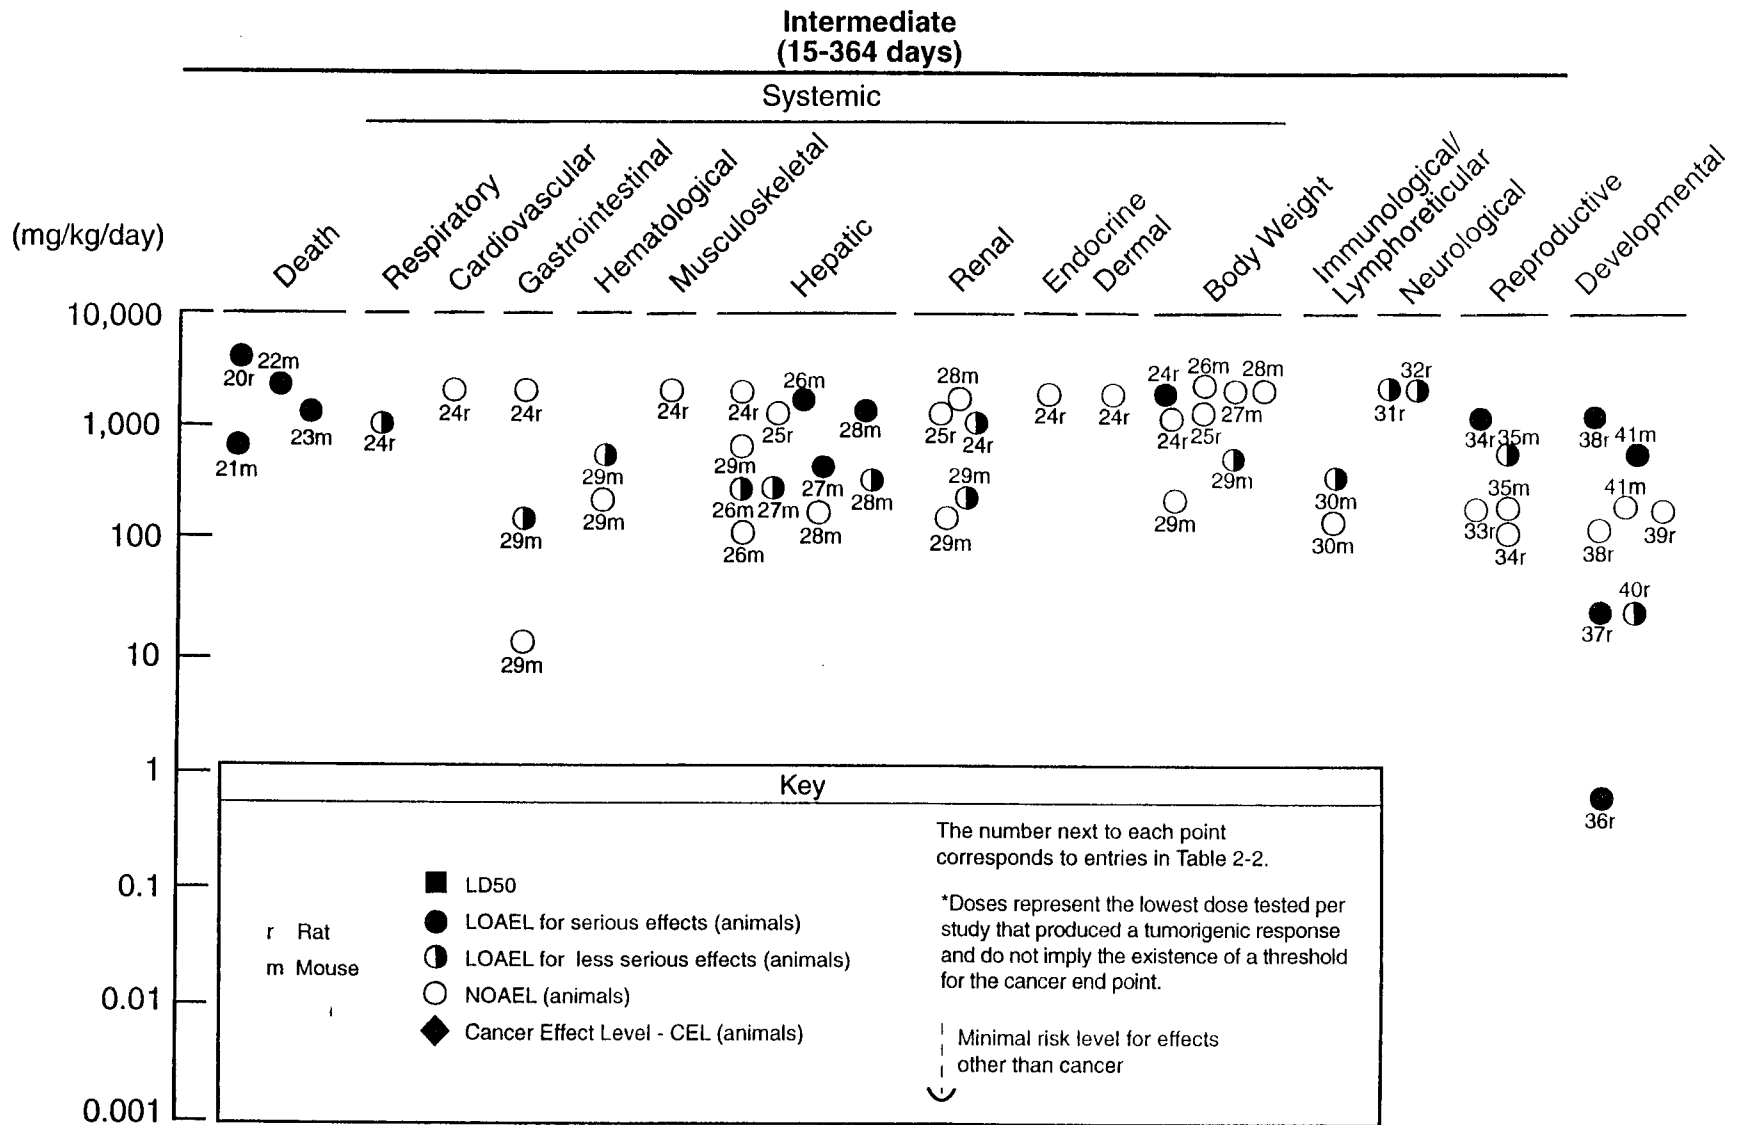 Intermediate
(15-364 days)
Systemic
(mg/kg/day)
Death
Respiratory
Cardiovascular
Gastrointestinal
Hematological
Musculoskeletal
Hepatic
Renal
Endocrine
Dermal
Body Weight
Immunological/
Lymphoreticular
Neurological
Reproductive
Developmental
10,000
22m
20r
24r 26m 28m
32r
26m
28m
24r
24r
24r
24r
24r
24r
27m
31r
1,000
23m
24r
25r
28m
25r
24r
24r
25r
34r
35m
38r
41m
21m
29m
29m
27m
28m
29m
29m
30m
35m
41m
29m
26m
27m
28m
29m
29m
30m
33r
34r
38r
39r
100
29m
26m
40r
37r
10
29m
1
36r
0.1
0.01
0.001
Key
r Rat
m Mouse
LD50
LOAEL for serious effects (animals)
LOAEL for less serious effects (animals)
NOAEL (animals)
Cancer Effect Level - CEL (animals)
The number next to each point
corresponds to entries in Table 2-2.
*Doses represent the lowest dose tested per
study that produced a tumorigenic response
and do not imply the existence of a threshold
for the cancer end point.
Minimal risk level for effects
other than cancer